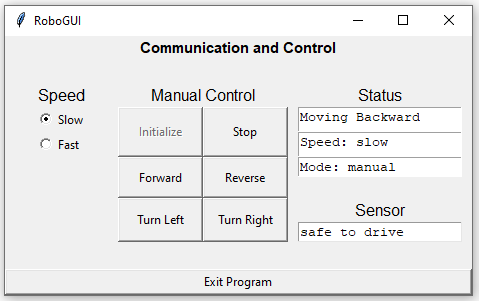 RoboGUI
Communication and Control
Speed
Slow
Fast
Manual Control
Initialize
Stop
Forward
Reverse
Turn Left
Turn Right
Status
Moving Backward
Speed: slow
Mode: manual
Sensor
safe to drive
Exit Program